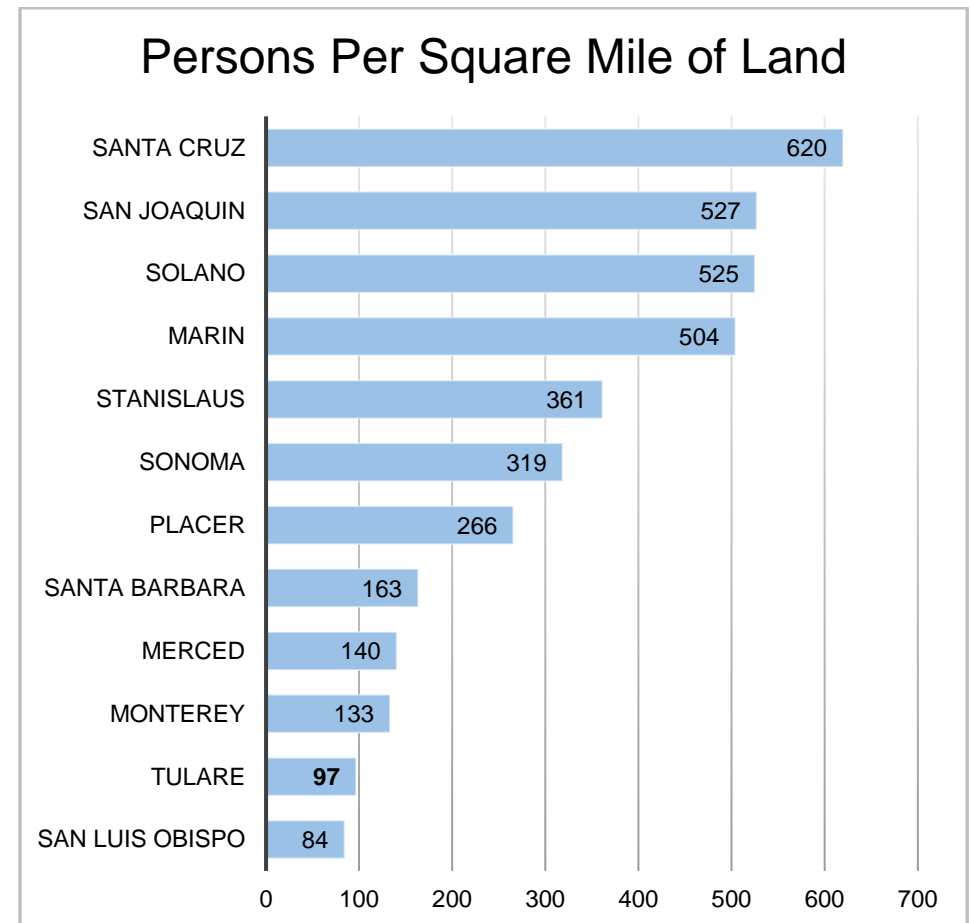 Persons Per Square Mile of Land
SANTA CRUZ 620
SAN JOAQUIN 527
SOLANO 525
MARIN 504
STANISLAUS 361
SONOMA 319
PLACER 266
SANTA BARBARA 163
MERCED 140
MONTEREY 133
TULARE 97
SAN LUIS OBISPO 84
0 100 200 300 400 500 600 700